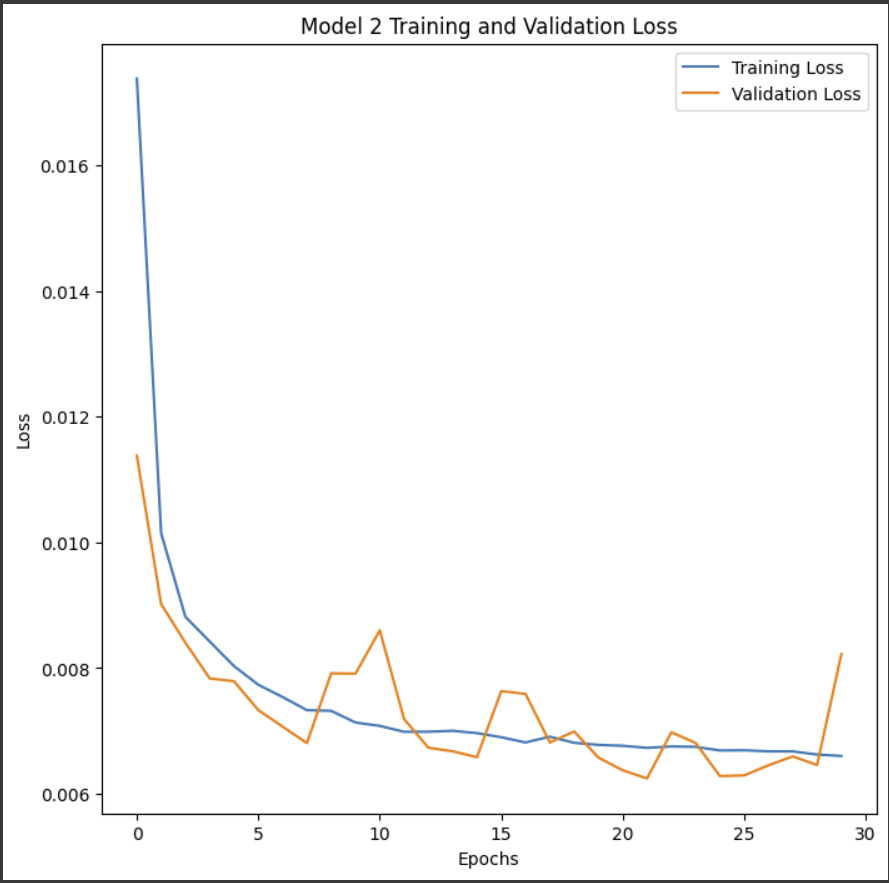 Model 2 Training and Validation Loss
Training Loss
Validation Loss
0.016
0.014
0.012
0.010
0.008
0.006
Loss
0 5 10 15 20 25 30
Epochs